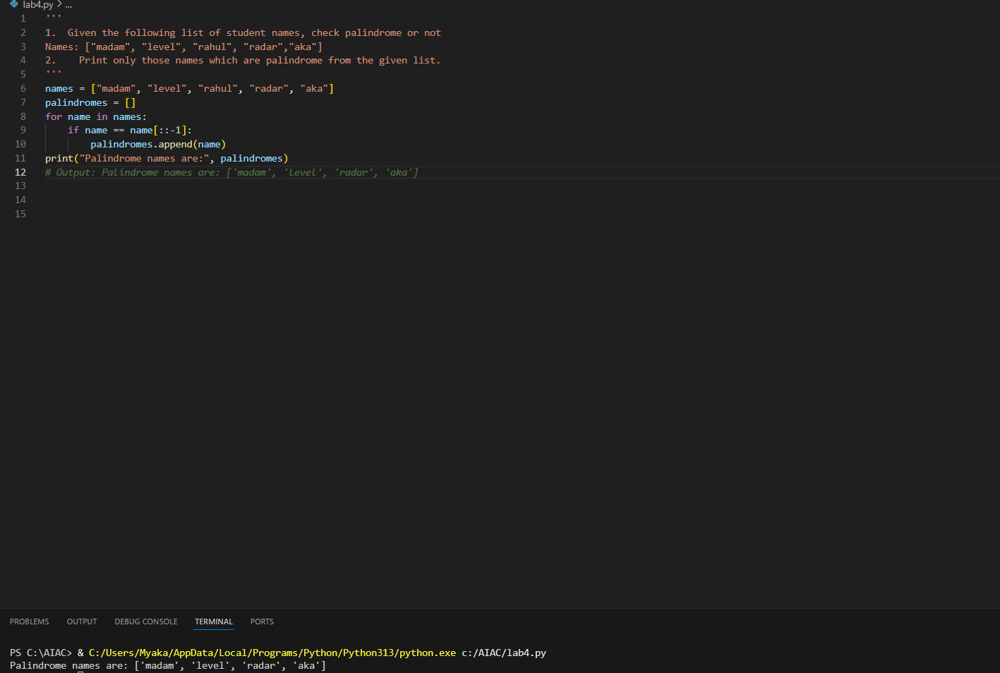 lab4.py > ...
1 '''
2 1.  Given the following list of student names, check palindrome or not
3 Names: ["madam", "level", "rahul", "radar","aka"]
4 2.    Print only those names which are palindrome from the given list.
5 '''
6 names = ["madam", "level", "rahul", "radar", "aka"]
7 palindromes = []
8 for name in names:
9     if name == name[::-1]:
10         palindromes.append(name)
11 print("Palindrome names are:", palindromes)
12 # Output: Palindrome names are: ['madam', 'level', 'radar', 'aka']
13
14
15
PROBLEMS OUTPUT DEBUG CONSOLE TERMINAL PORTS
PS C:\AIAC> & C:/Users/Myaka/AppData/Local/Programs/Python/Python313/python.exe c:/AIAC/lab4.py
Palindrome names are: ['madam', 'level', 'radar', 'aka']